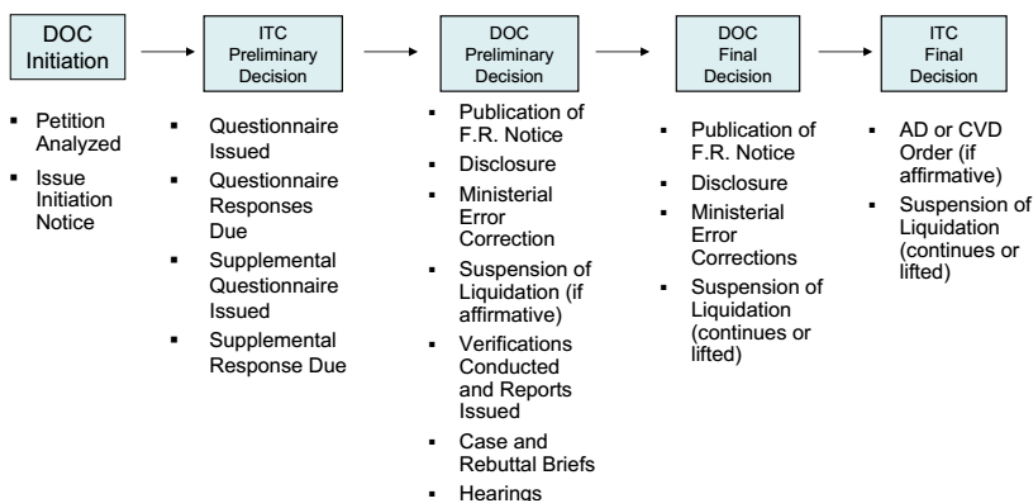 DOC
Initiation
ITC
Preliminary
Decision
DOC
Preliminary
Decision
DOC
Final
Decision
ITC
Final
Decision
▪ Petition
Analyzed
▪ Issue
Initiation
Notice
▪ Questionnaire
Issued
▪ Questionnaire
Responses
Due
▪ Supplemental
Questionnaire
Issued
▪ Supplemental
Response Due
▪ Publication of
F.R. Notice
▪ Disclosure
▪ Ministerial
Error
Correction
▪ Suspension of
Liquidation (if
affirmative)
▪ Verifications
Conducted
and Reports
Issued
▪ Case and
Rebuttal Briefs
▪ Hearings
▪ Publication of
F.R. Notice
▪ Disclosure
▪ Ministerial
Error
Corrections
▪ Suspension of
Liquidation
(continues or
lifted)
▪ AD or CVD
Order (if
affirmative)
▪ Suspension of
Liquidation
(continues or
lifted)